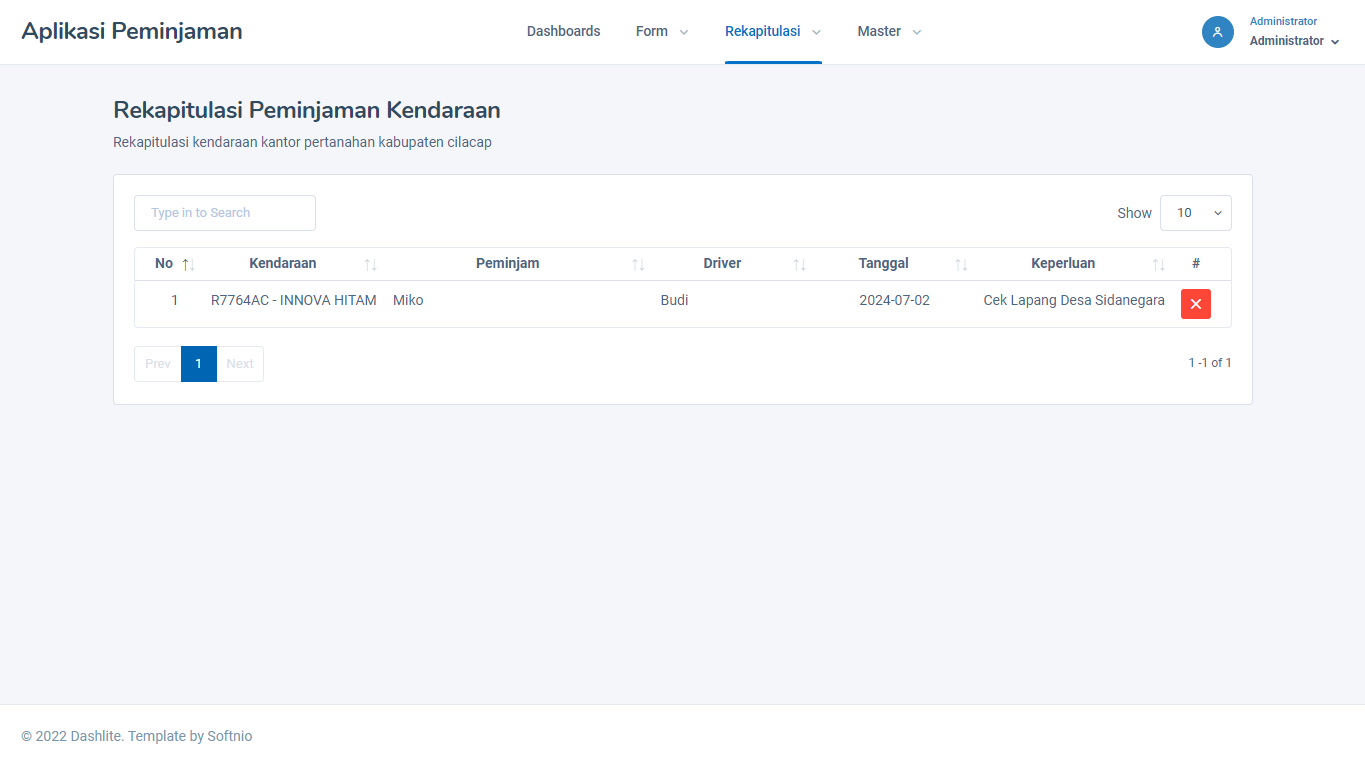 Aplikasi Peminjaman
Dashboards Form Rekapitulasi Master
Administrator
Administrator
Rekapitulasi Peminjaman Kendaraan
Rekapitulasi kendaraan kantor pertanahan kabupaten cilacap
Type in to Search
Show 10
No Kendaraan Peminjam Driver Tanggal Keperluan #
1 R7764AC - INNOVA HITAM Miko Budi 2024-07-02 Cek Lapang Desa Sidanegara
Prev 1 Next
1 -1 of 1
© 2022 Dashlite. Template by Softnio